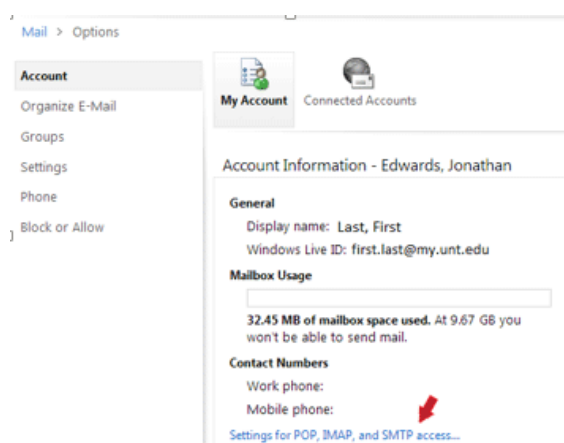 Mail > Options
Account
Organize E-Mail
Groups
Settings
Phone
Block or Allow
My Account
Connected Accounts
Account Information - Edwards, Jonathan
General
Display name: Last, First
Windows Live ID: first.last@my.unt.edu
Mailbox Usage
32.45 MB of mailbox space used. At 9.67 GB you
won't be able to send mail.
Contact Numbers
Work phone:
Mobile phone:
Settings for POP, IMAP, and SMTP access...